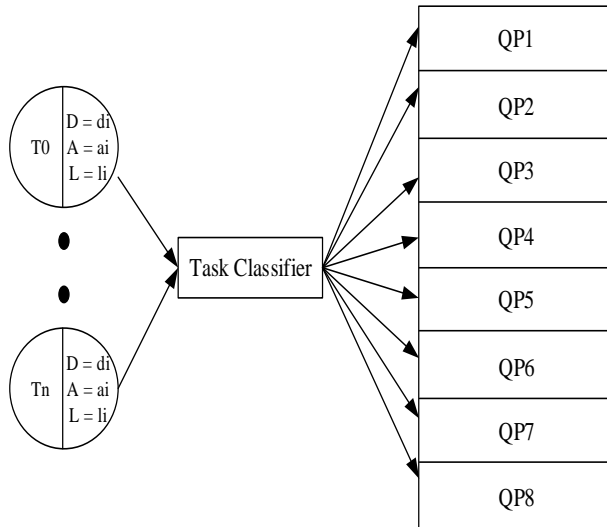 T0
D = di
A = ai
L = li
Tn
D = di
A = ai
L = li
Task Classifier
QP1
QP2
QP3
QP4
QP5
QP6
QP7
QP8